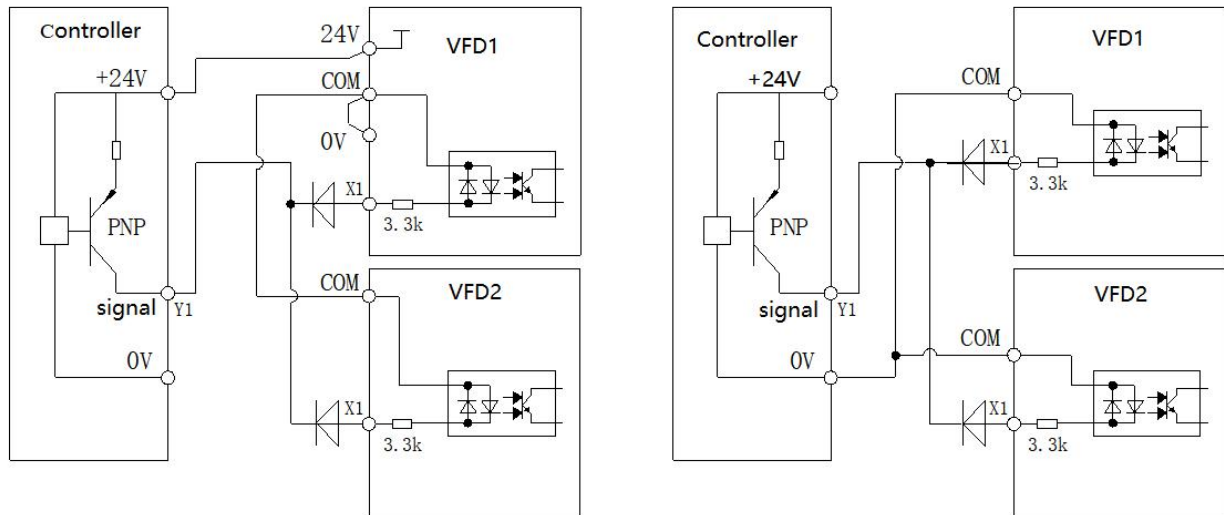 Controller
24V
VFD1
+24V
COM
0V
X1
3.3k
PNP
signal
Y1
COM
VFD2
0V
X1
3.3k
Controller
VFD1
+24V
COM
X1
3.3k
PNP
signal
Y1
VFD2
0V
COM
X1
3.3k